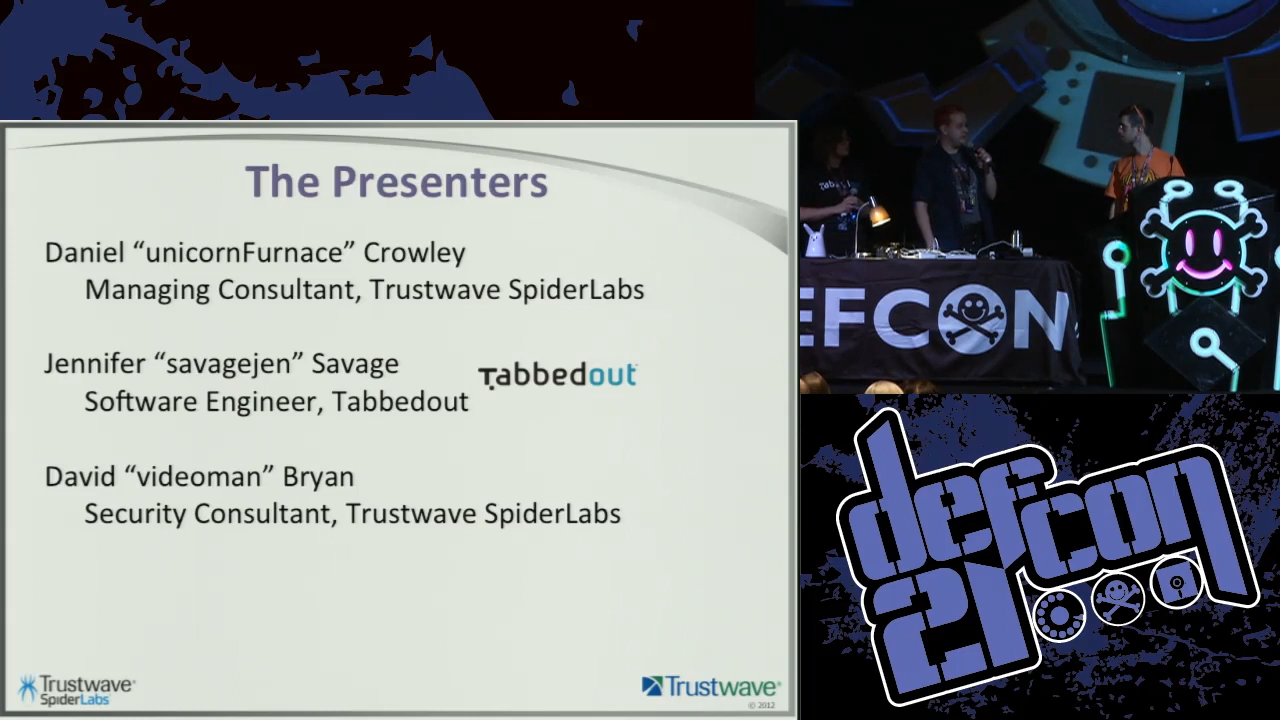 The Presenters
Daniel “unicornFurnace” Crowley
Managing Consultant, Trustwave SpiderLabs
Jennifer “savagejen” Savage
Tabbedout
Software Engineer, Tabbedout
David “videoman” Bryan
Security Consultant, Trustwave SpiderLabs
Trustwave®
SpiderLabs
Trustwave®
© 2012
EFCON
defcon
21